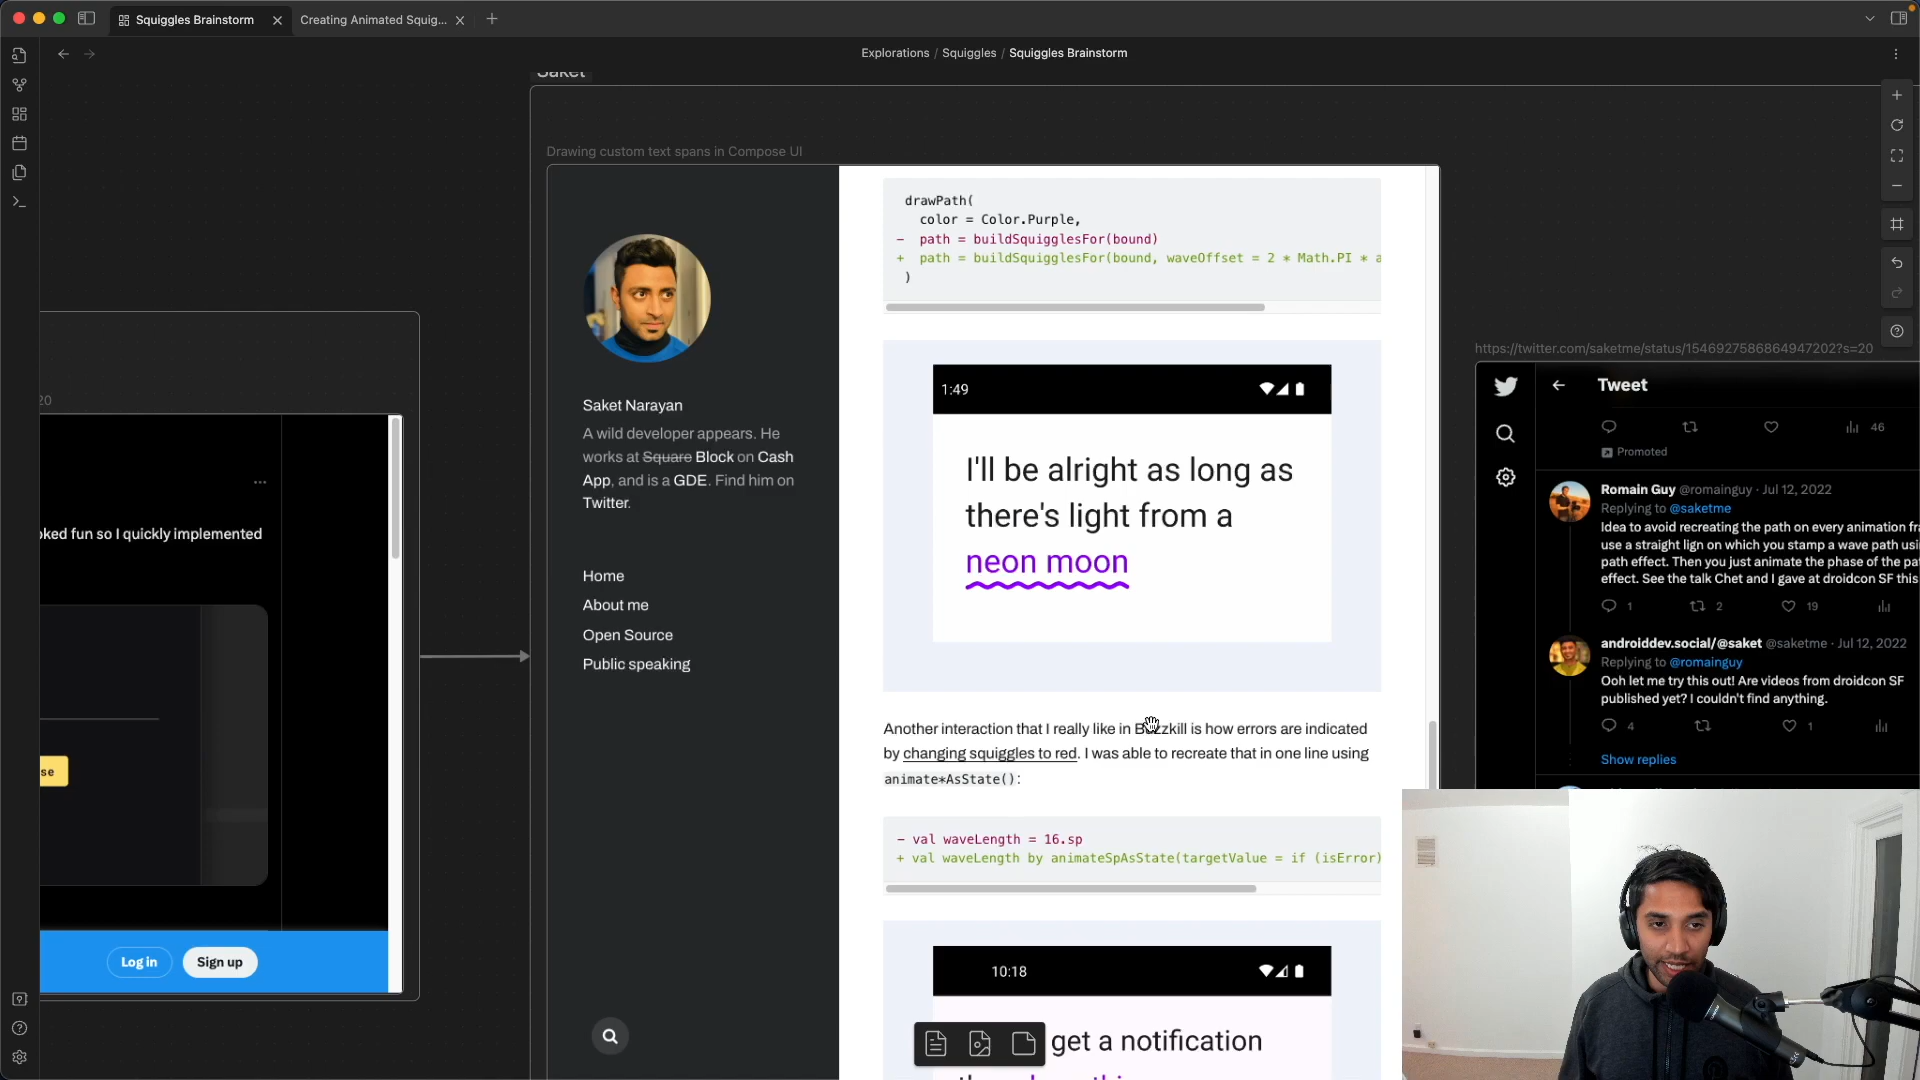 Squiggles Brainstorm
Creating Animated Squig...
Explorations / Squiggles / Squiggles Brainstorm
Saket
Drawing custom text spans in Compose UI
drawPath(
color = Color.Purple,
- path = buildSquigglesFor(bound)
+ path = buildSquigglesFor(bound, waveOffset = 2 * Math.PI * a
)
1:49
I'll be alright as long as
there's light from a
neon moon
Saket Narayan
A wild developer appears. He
works at Square Block on Cash
App, and is a GDE. Find him on
Twitter.
Home
About me
Open Source
Public speaking
Another interaction that I really like in Buzzkill is how errors are indicated
by changing squiggles to red. I was able to recreate that in one line using
animate*AsState():
- val waveLength = 16.sp
+ val waveLength by animateSpAsState(targetValue = if (isError)
10:18
get a notification
20
oked fun so I quickly implemented
se
Log in
Sign up
https://twitter.com/saketme/status/1546927586864947202?s=20
Tweet
46
Promoted
Romain Guy @romainguy · Jul 12, 2022
Replying to @saketme
Idea to avoid recreating the path on every animation fra
use a straight lign on which you stamp a wave path usi
path effect. Then you just animate the phase of the pa
effect. See the talk Chet and I gave at droidcon SF this
1 2 19
androiddev.social/@saket @saketme · Jul 12, 2022
Replying to @romainguy
Ooh let me try this out! Are videos from droidcon SF
published yet? I couldn't find anything.
4 1
Show replies